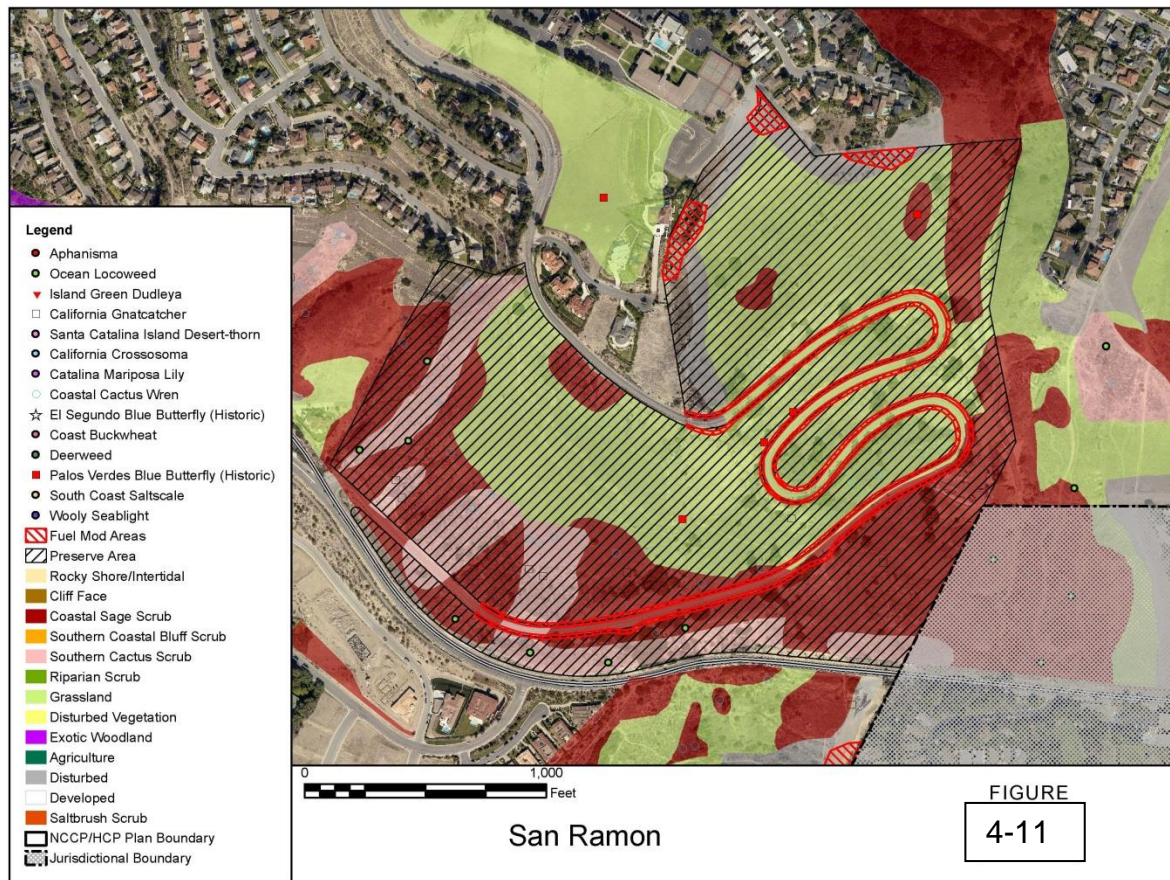 Legend
Aphanisma
Ocean Locoweed
Island Green Dudleya
California Gnatcatcher
Santa Catalina Island Desert-thorn
California Crossosoma
Catalina Mariposa Lily
Coastal Cactus Wren
El Segundo Blue Butterfly (Historic)
Coast Buckwheat
Deerweed
Palos Verdes Blue Butterfly (Historic)
South Coast Saltscale
Wooly Seablight
Fuel Mod Areas
Preserve Area
Rocky Shore/Intertidal
Cliff Face
Coastal Sage Scrub
Southern Coastal Bluff Scrub
Southern Cactus Scrub
Riparian Scrub
Grassland
Disturbed Vegetation
Exotic Woodland
Agriculture
Disturbed
Developed
Saltbrush Scrub
NCCP/HCP Plan Boundary
Jurisdictional Boundary
0 1,000
Feet
San Ramon
FIGURE
4-11